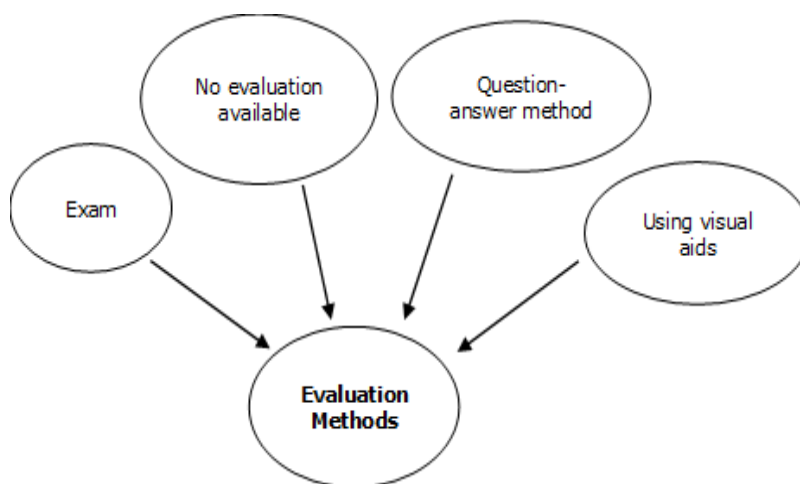 No evaluation
available
Question-
answer method
Exam
Using visual
aids
Evaluation
Methods